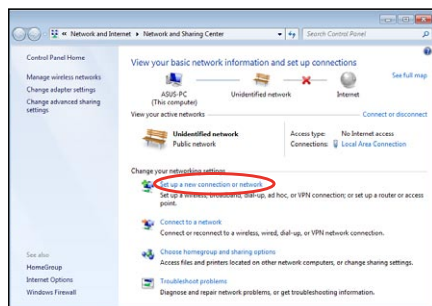 « Network and Internet ▸ Network and Sharing Center
Search Control Panel
Control Panel Home
Manage wireless networks
Change adapter settings
Change advanced sharing
settings
View your basic network information and set up connections
See full map
ASUS-PC
(This computer)
Unidentified network
Internet
View your active networks
Connect or disconnect
Unidentified network
Public network
Access type: No Internet access
Connections: Local Area Connection
Change your networking settings
Set up a new connection or network
Set up a wireless, broadband, dial-up, ad hoc, or VPN connection; or set up a router or access
point.
Connect to a network
Connect or reconnect to a wireless, wired, dial-up, or VPN network connection.
Choose homegroup and sharing options
Access files and printers located on other network computers, or change sharing settings.
Troubleshoot problems
Diagnose and repair network problems, or get troubleshooting information.
See also
HomeGroup
Internet Options
Windows Firewall